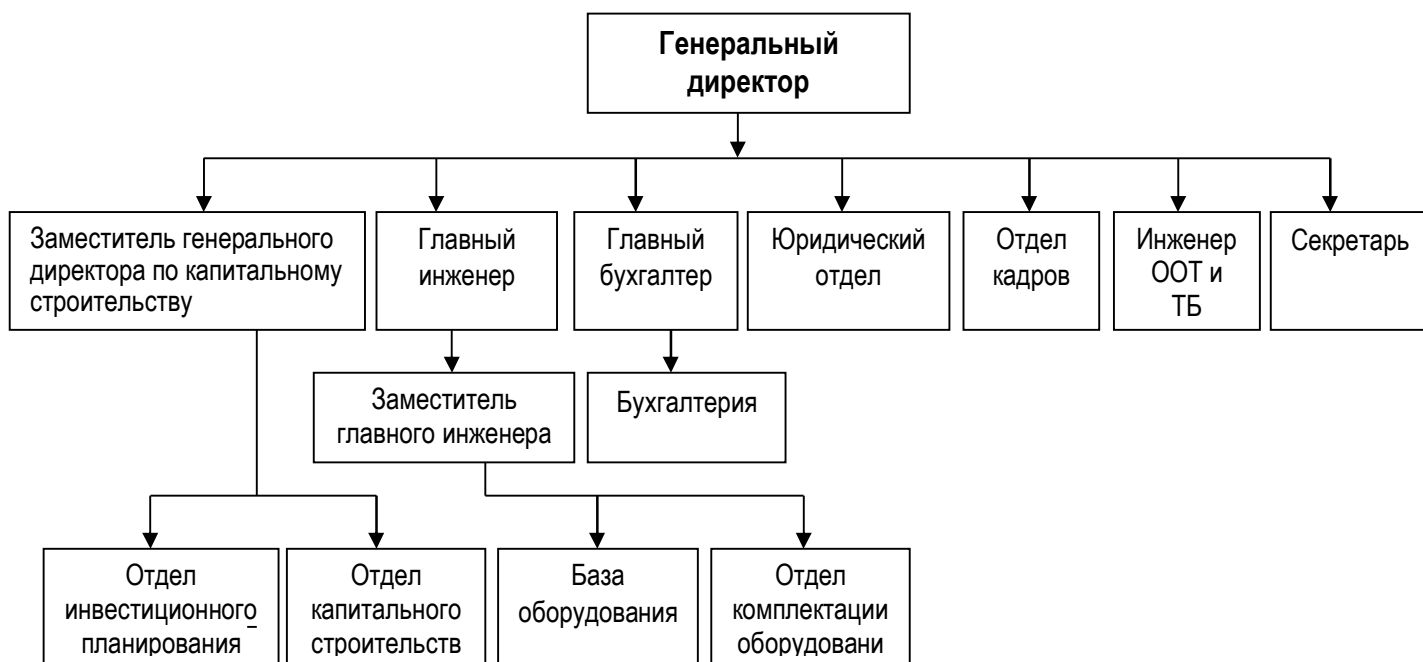 Генеральный
директор
Заместитель генерального
директора по капитальному
строительству
Главный
инженер
Главный
бухгалтер
Юридический
отдел
Отдел
кадров
Инженер
ООТ и
ТБ
Секретарь
Заместитель
главного инженера
Бухгалтерия
Отдел
инвестиционного
планирования
Отдел
капитального
строительств
База
оборудования
Отдел
комплектации
оборудовани